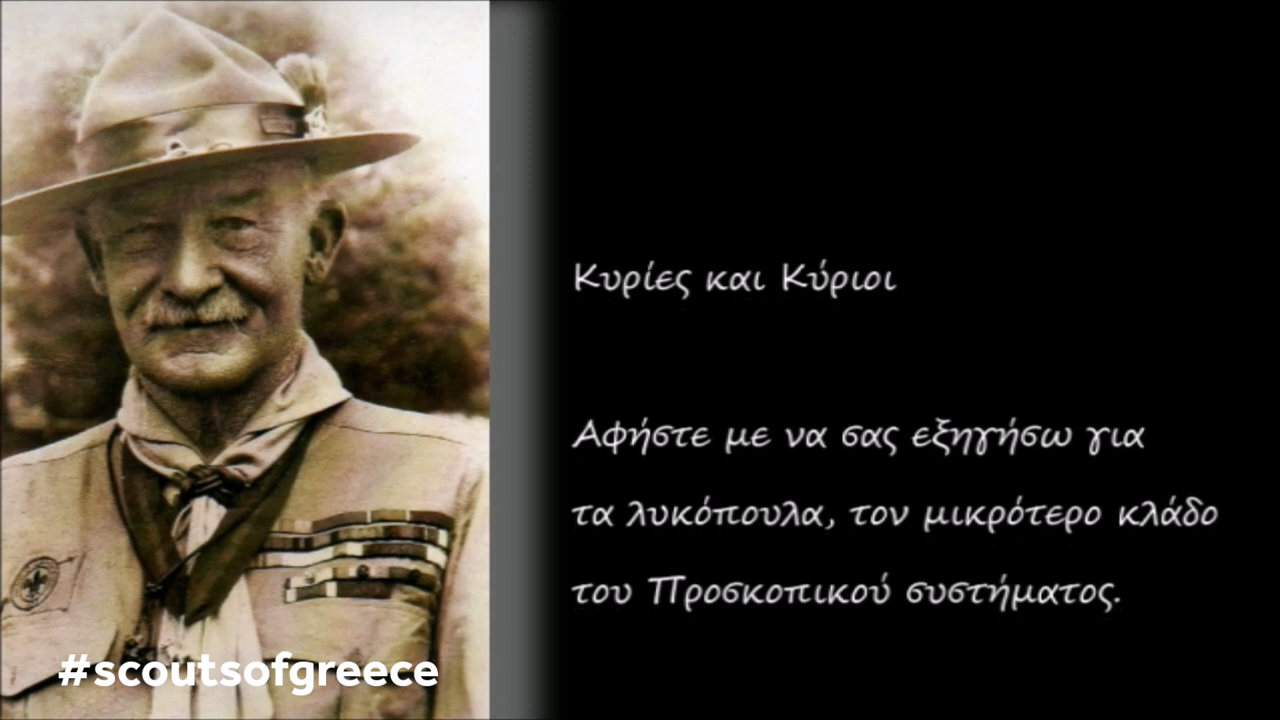 Κυρίες και Κύριοι
Αφήστε με να σας εξηγήσω για
τα λυκόπουλα, τον μικρότερο κλάδο
του Προσκοπικού συστήματος.
#scoutsofgreece